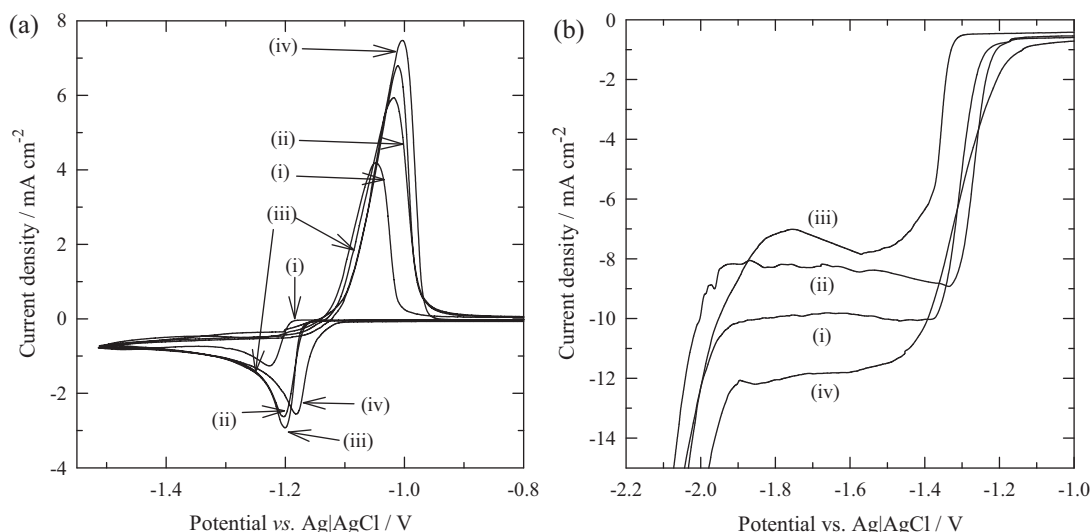 (a)
8
6
4
2
0
-2
-4
(iv)
(ii)
(i)
(iii)
(i)
(ii)
(iv)
(iii)
-1.4
-1.2
-1.0
-0.8
Current density / mA cm-2
Potential vs. Ag|AgCl / V
(b)
0
-2
-4
-6
-8
-10
-12
-14
(iii)
(ii)
(i)
(iv)
-2.2
-2.0
-1.8
-1.6
-1.4
-1.2
-1.0
Current density / mA cm-2
Potential vs. Ag|AgCl / V